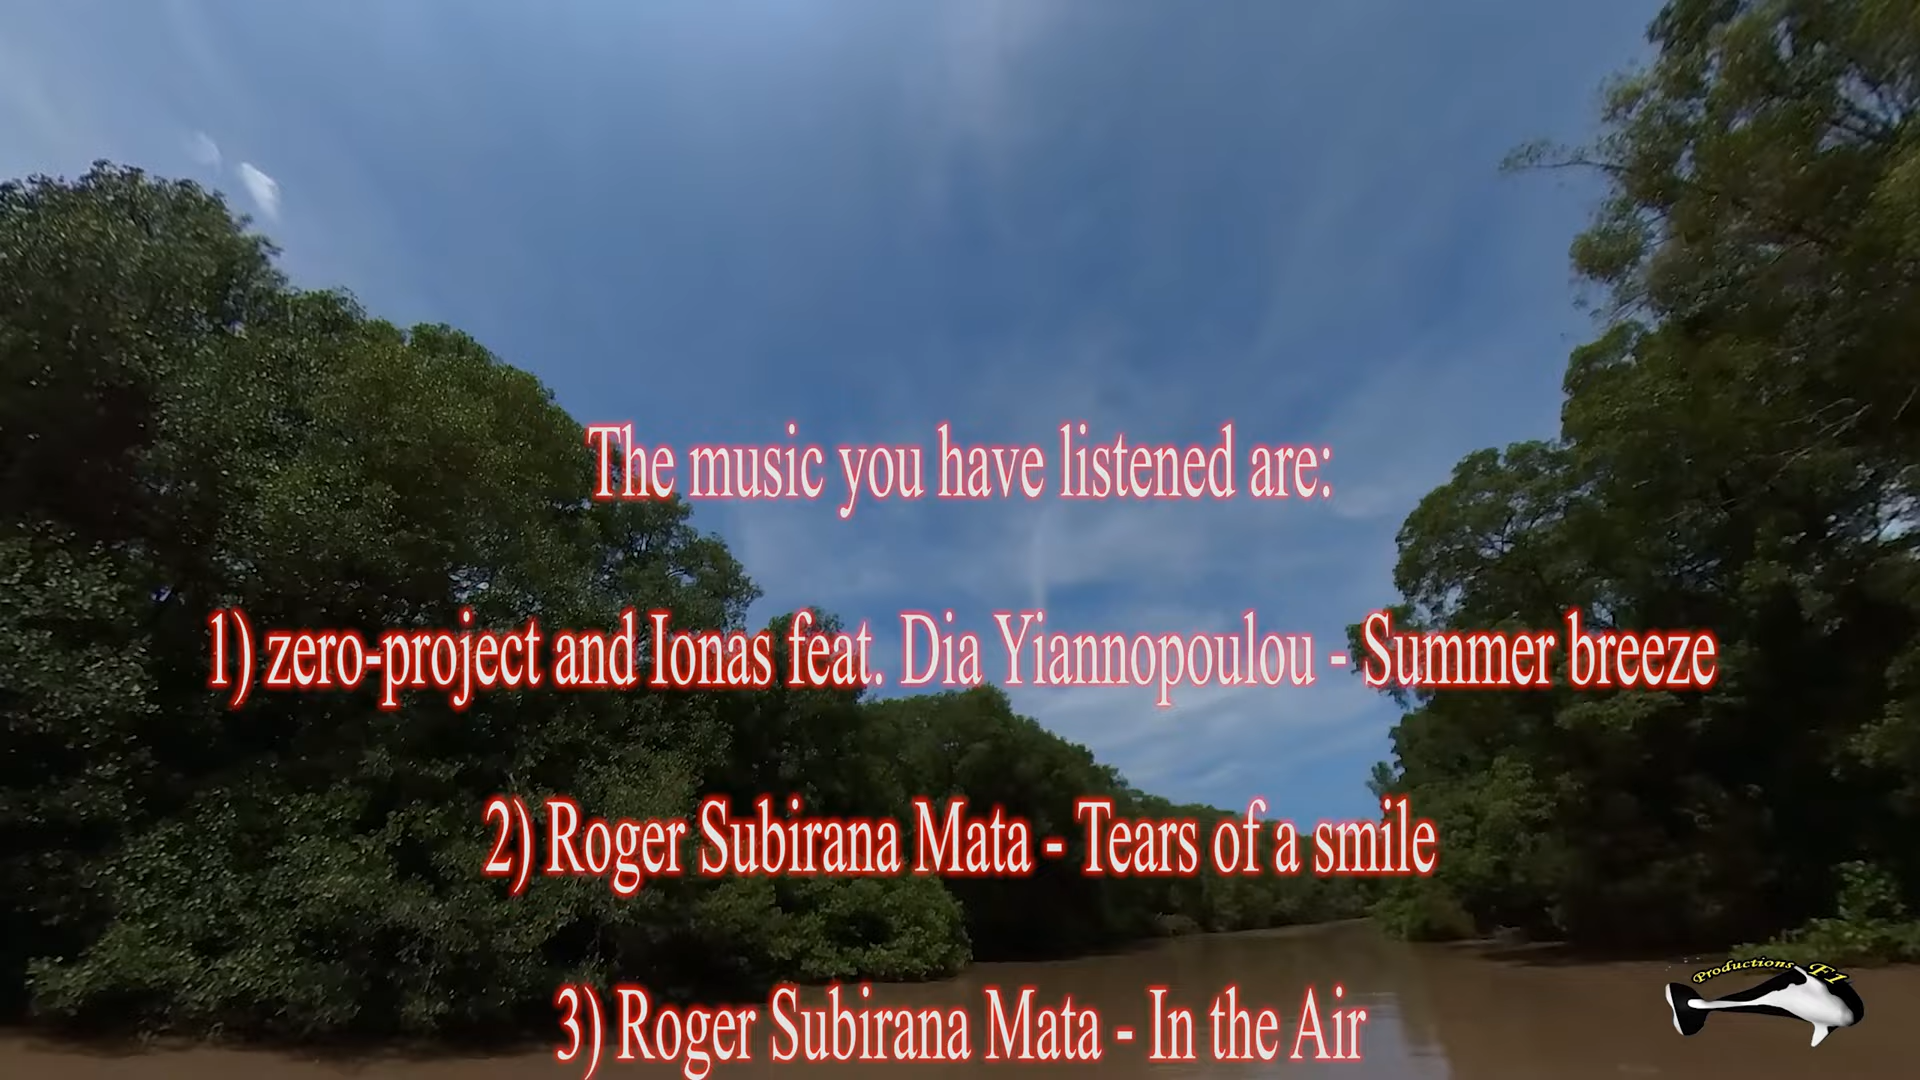 The music you have listened are:
1) zero-project and Ionas feat. Dia Yiannopoulou - Summer breeze
2) Roger Subirana Mata - Tears of a smile
3) Roger Subirana Mata - In the Air
Productions F1